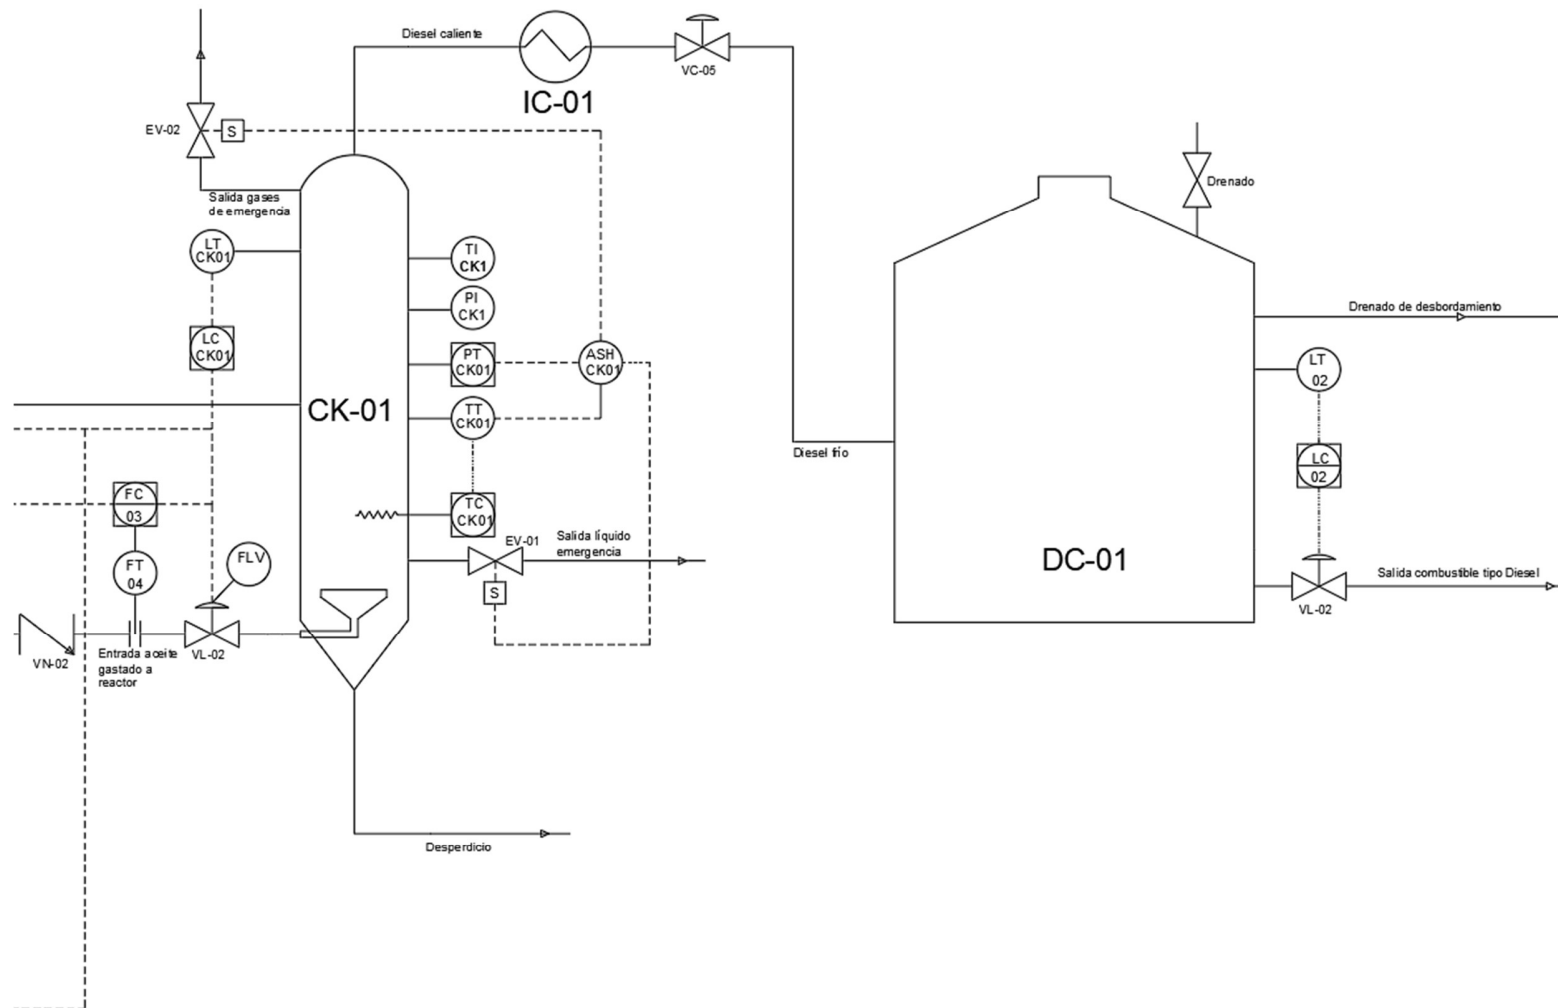 Diesel caliente
IC-01
VC-05
EV-02
S
Salida gases
de emergencia
LT
CK01
LC
CK01
TI
CK1
PI
CK1
PT
CK01
ASH
CK01
TT
CK01
TC
CK01
CK-01
FC
03
FT
04
FLV
VN-02
Entrada aceite
gastado a
reactor
VL-02
EV-01
S
Salida líquido
emergencia
Desperdicio
Diesel frío
Drenado
DC-01
Drenado de desbordamiento
LT
02
LC
02
VL-02
Salida combustible tipo Diesel